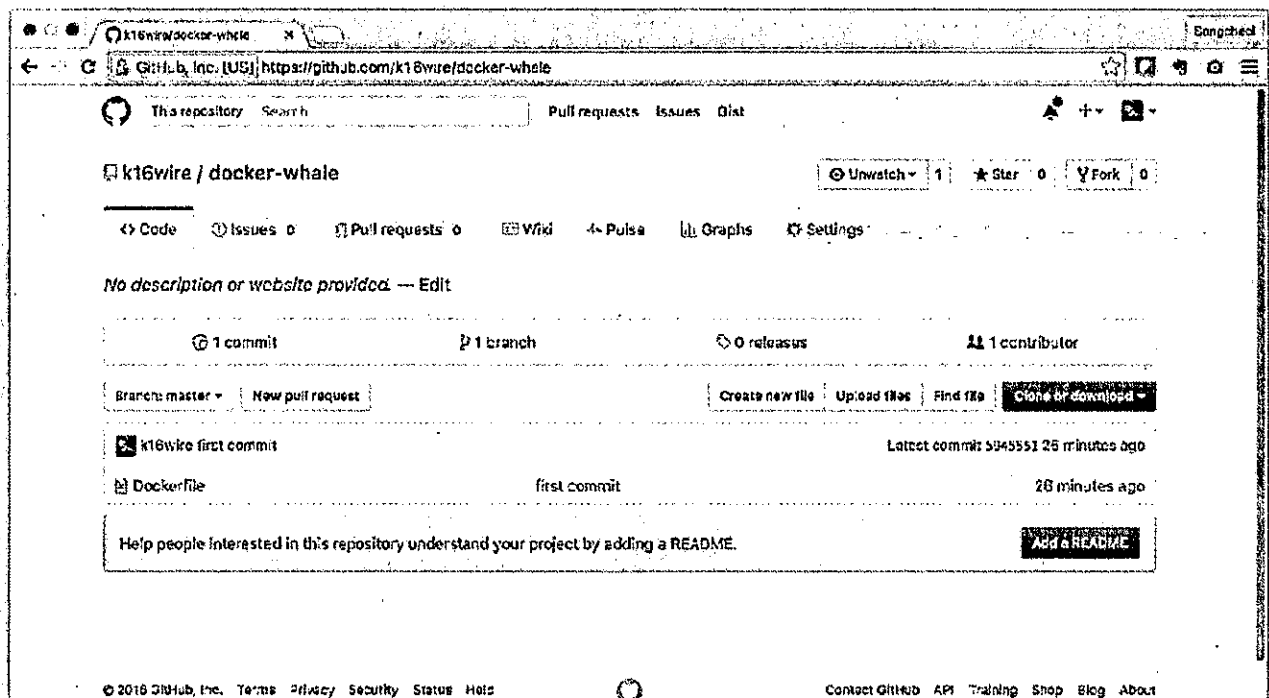 k16wire/docker-whale
Songcheol
GitHub, Inc. [US] https://github.com/k16wire/docker-whale
This repository Search Pull requests Issues Gist
k16wire / docker-whale Unwatch 1 Star 0 Fork 0
Code Issues 0 Pull requests 0 Wiki Pulse Graphs Settings
No description or website provided. — Edit
1 commit 1 branch 0 releases 1 contributor
Branch: master New pull request Create new file Upload files Find file Clone or download
k16wire first commit Latest commit 26 minutes ago
Dockerfile first commit 26 minutes ago
Help people interested in this repository understand your project by adding a README. Add a README
© 2016 GitHub, Inc. Terms Privacy Security Status Help Contact GitHub API Training Shop Blog About